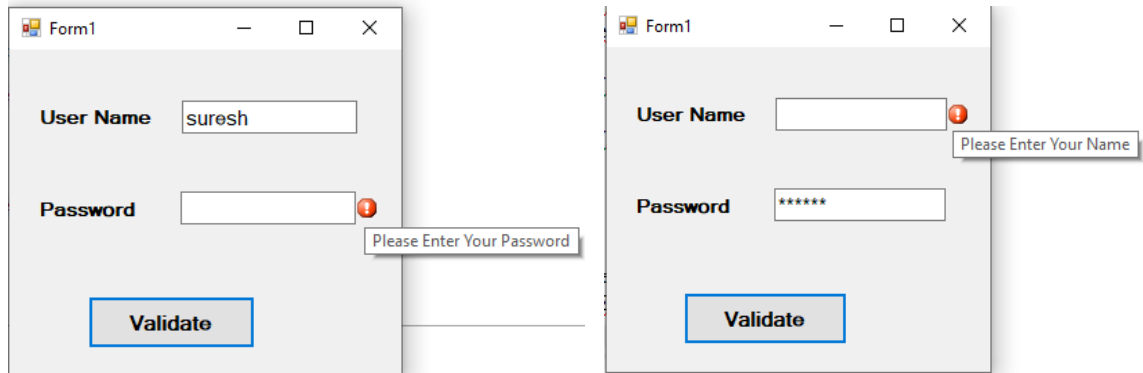 Form1
User Name suresh
Password
Please Enter Your Password
Validate
Form1
User Name
Please Enter Your Name
Password ******
Validate